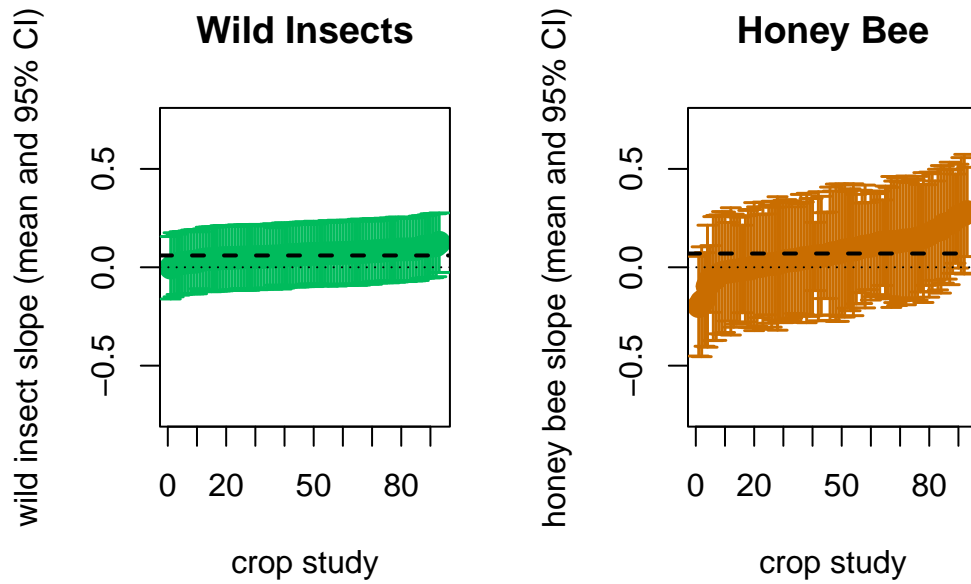 Wild Insects
wild insect slope (mean and 95% CI)
0.5
0.0
−0.5
0 20 50 80
crop study
Honey Bee
honey bee slope (mean and 95% CI)
0.5
0.0
−0.5
0 20 50 80
crop study